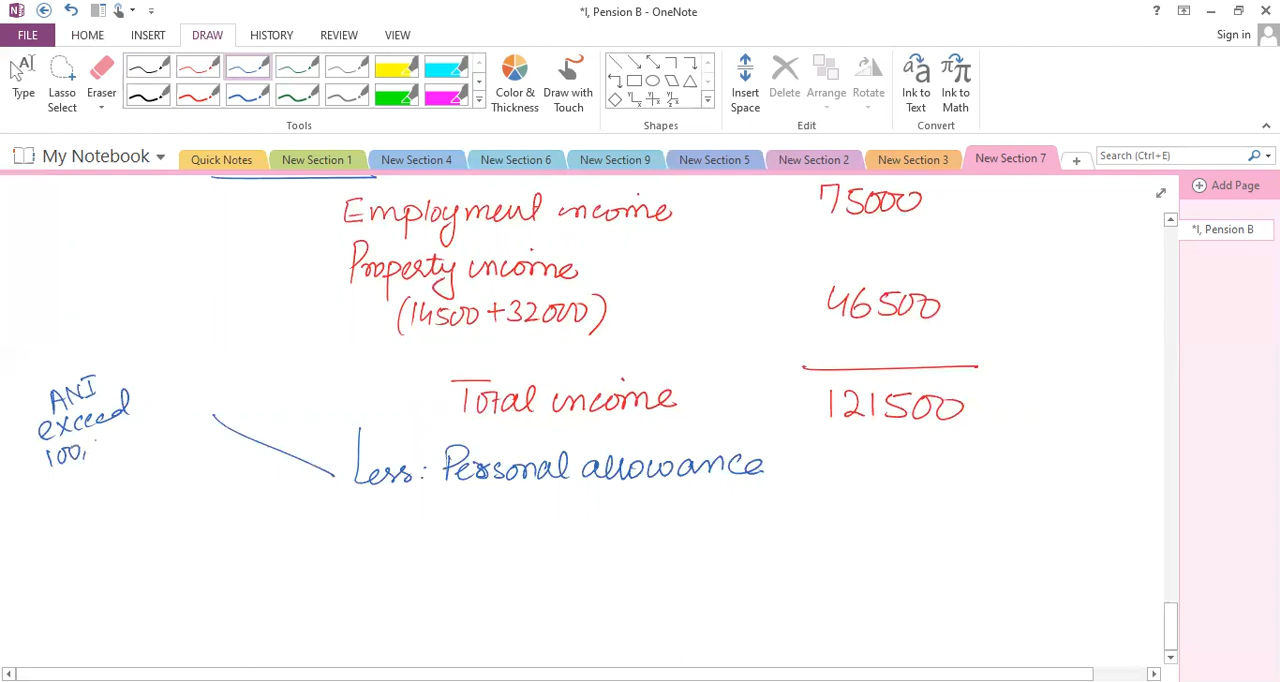 *I, Pension B - OneNote
?
Sign in
FILE HOME INSERT DRAW HISTORY REVIEW VIEW
Type
Lasso Select
Eraser
Color & Thickness
Draw with Touch
Insert Space
Delete
Arrange
Rotate
Ink to Text
Ink to Math
Tools Shapes Edit Convert
My Notebook
Quick Notes New Section 1 New Section 4 New Section 6 New Section 9 New Section 5 New Section 2 New Section 3 New Section 7
Search (Ctrl+E)
Add Page
*I, Pension B
Employment income 75000
Property income
(14500+32000) 46500
Total income 121500
ANI
exceed
100,
Less: Personal allowance